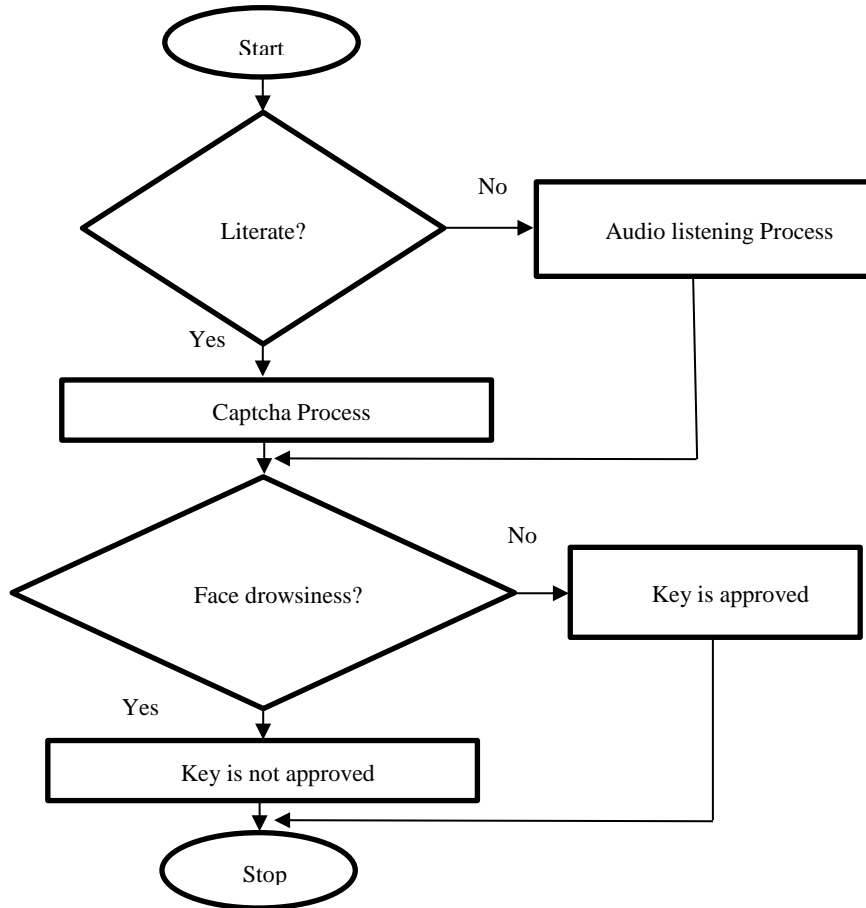 Start
No
Literate?
Audio listening Process
Yes
Captcha Process
No
Face drowsiness?
Key is approved
Yes
Key is not approved
Stop